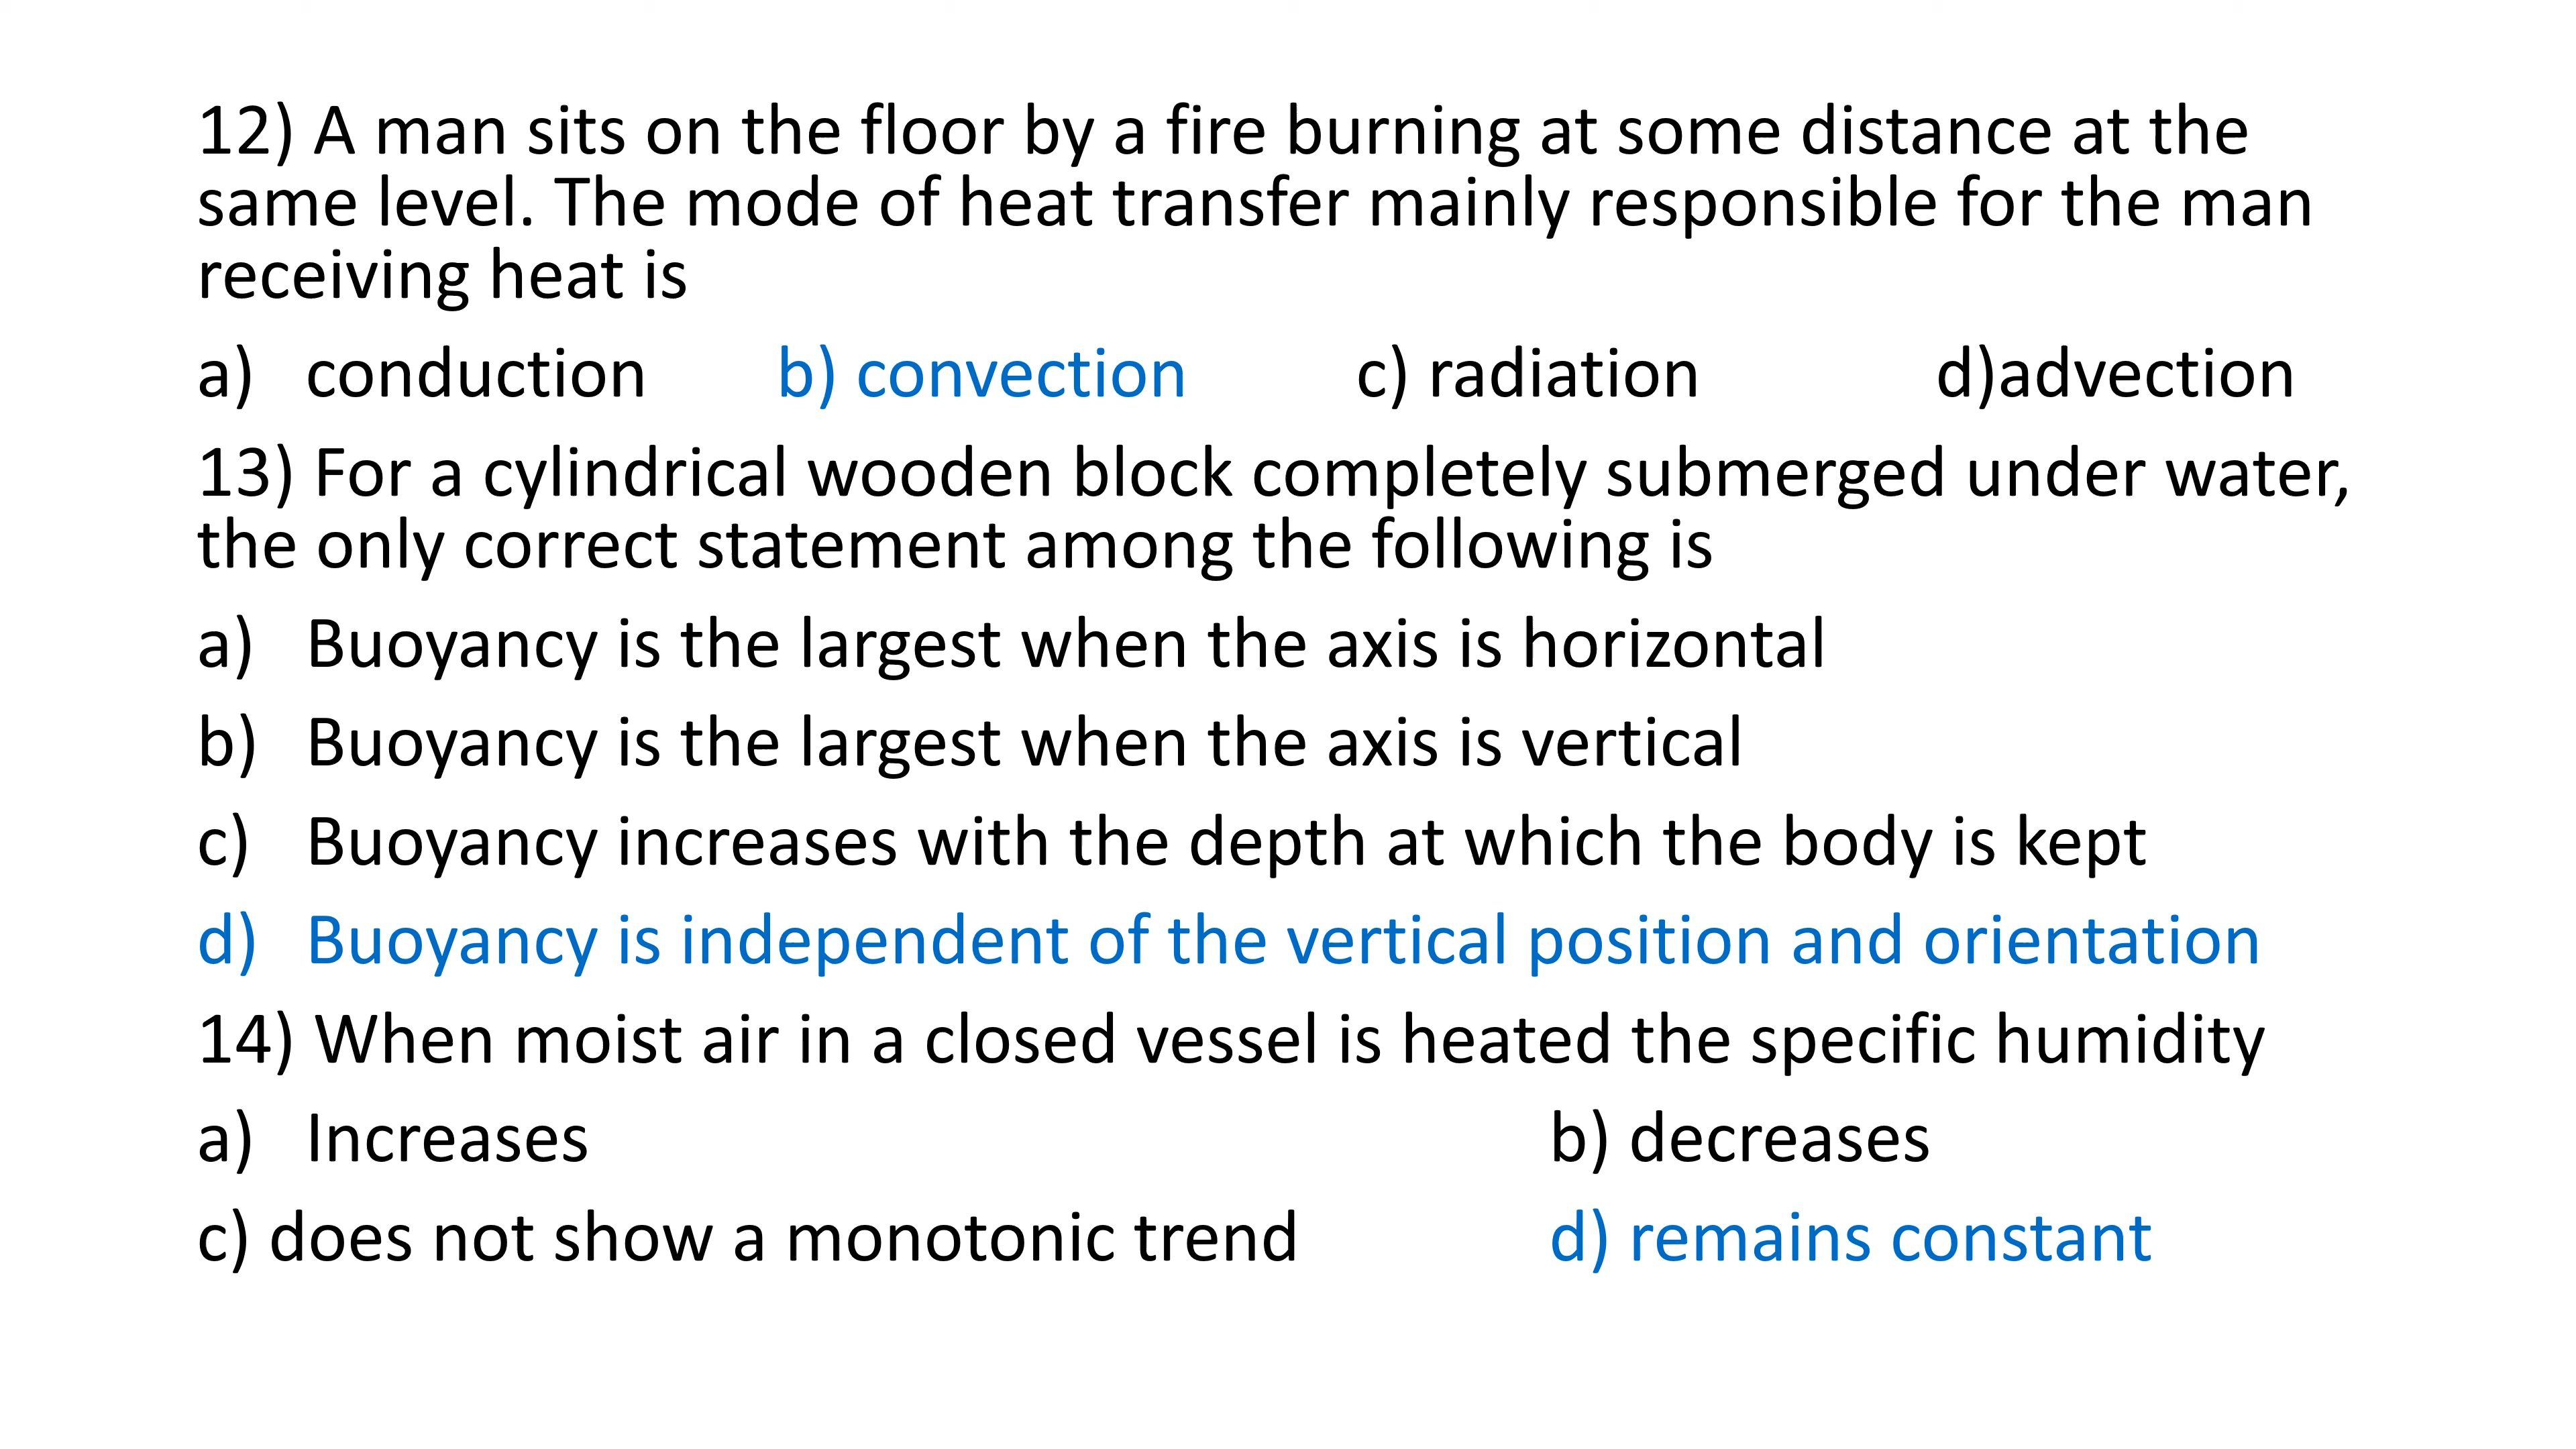 12) A man sits on the floor by a fire burning at some distance at the
same level. The mode of heat transfer mainly responsible for the man
receiving heat is
a) conduction b) convection c) radiation d)advection
13) For a cylindrical wooden block completely submerged under water,
the only correct statement among the following is
a) Buoyancy is the largest when the axis is horizontal
b) Buoyancy is the largest when the axis is vertical
c) Buoyancy increases with the depth at which the body is kept
d) Buoyancy is independent of the vertical position and orientation
14) When moist air in a closed vessel is heated the specific humidity
a) Increases b) decreases
c) does not show a monotonic trend d) remains constant